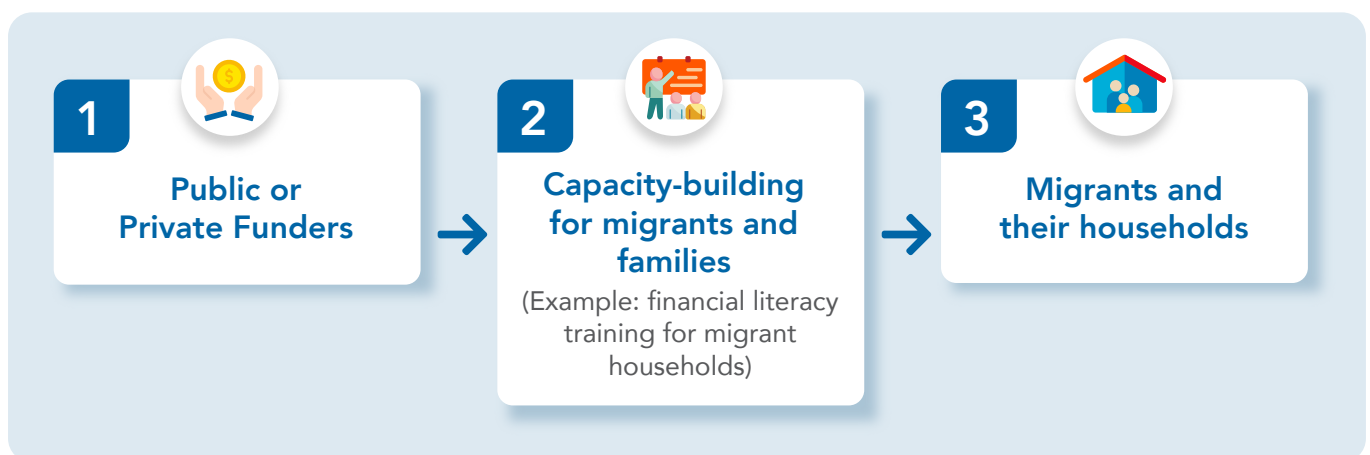 1
Public or
Private Funders
2
Capacity-building
for migrants and
families
(Example: financial literacy
training for migrant
households)
3
Migrants and
their households